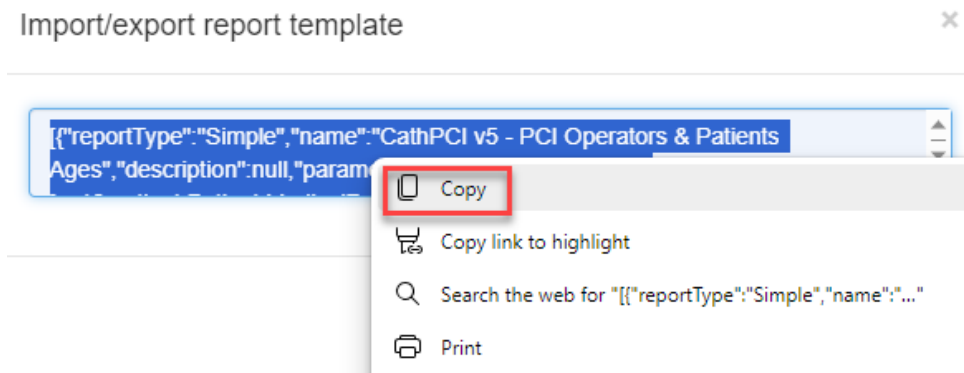 Import/export report template
×
[{"reportType":"Simple","name":"CathPCI v5 - PCI Operators & Patients
Ages","description":null,"param
Copy
Copy link to highlight
Search the web for "[{"reportType":"Simple","name":"..."
Print